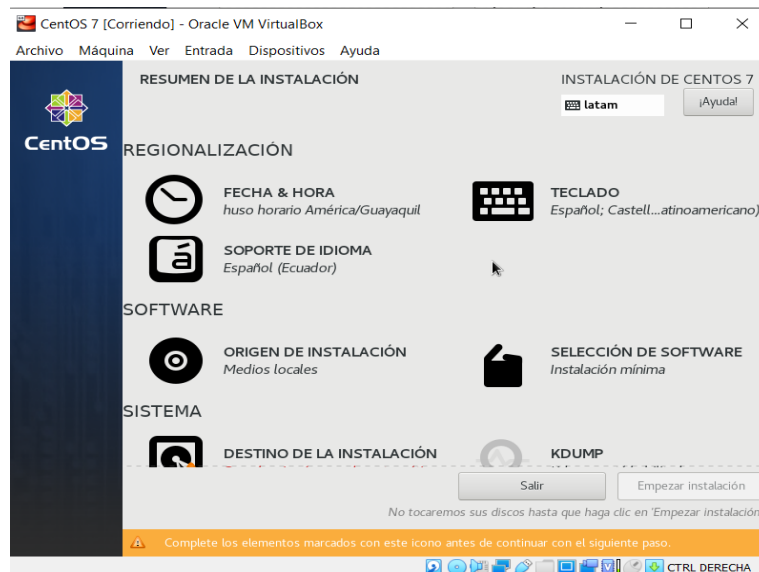 CentOS 7 [Corriendo] - Oracle VM VirtualBox
Archivo Máquina Ver Entrada Dispositivos Ayuda
RESUMEN DE LA INSTALACIÓN
INSTALACIÓN DE CENTOS 7
latam
¡Ayuda!
CentOS
REGIONALIZACIÓN
FECHA & HORA
huso horario América/Guayaquil
TECLADO
Español; Castell...atinoamericano)
SOPORTE DE IDIOMA
Español (Ecuador)
SOFTWARE
ORIGEN DE INSTALACIÓN
Medios locales
SELECCIÓN DE SOFTWARE
Instalación mínima
SISTEMA
DESTINO DE LA INSTALACIÓN
KDUMP
Salir
Empezar instalación
No tocaremos sus discos hasta que haga clic en 'Empezar instalación
Complete los elementos marcados con este icono antes de continuar con el siguiente paso.
CTRL DERECHA